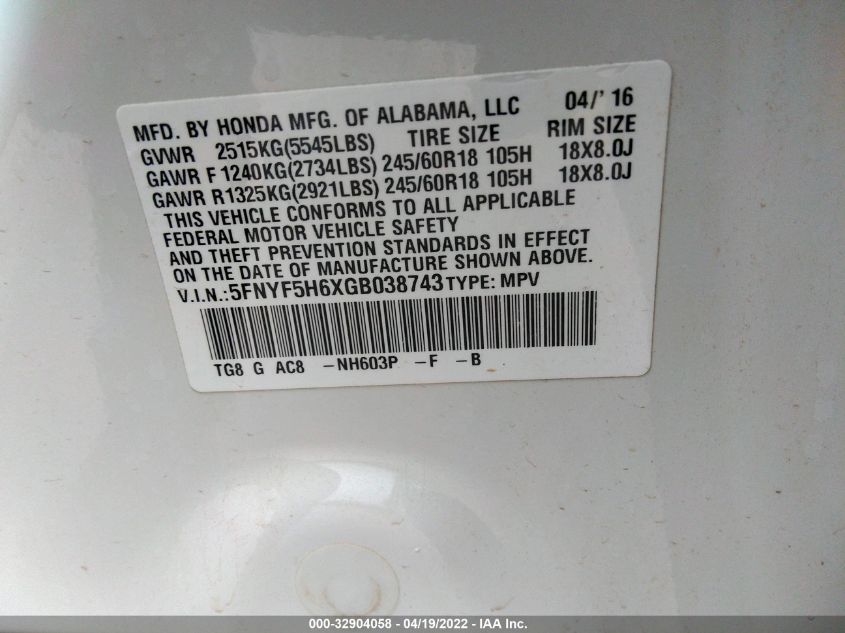 MFD. BY HONDA MFG. OF ALABAMA, LLC 04/' 16
GVWR 2515KG(5545LBS) TIRE SIZE RIM SIZE
GAWR F 1240KG(2734LBS) 245/60R18 105H 18X8.0J
GAWR R1325KG(2921LBS) 245/60R18 105H 18X8.0J
THIS VEHICLE CONFORMS TO ALL APPLICABLE
FEDERAL MOTOR VEHICLE SAFETY
AND THEFT PREVENTION STANDARDS IN EFFECT
ON THE DATE OF MANUFACTURE SHOWN ABOVE.
V.I.N.:5FNYF5H6XGB038743 TYPE: MPV
TG8 G AC8 -NH603P -F -B
000-32904058 - 04/19/2022 - IAA Inc.